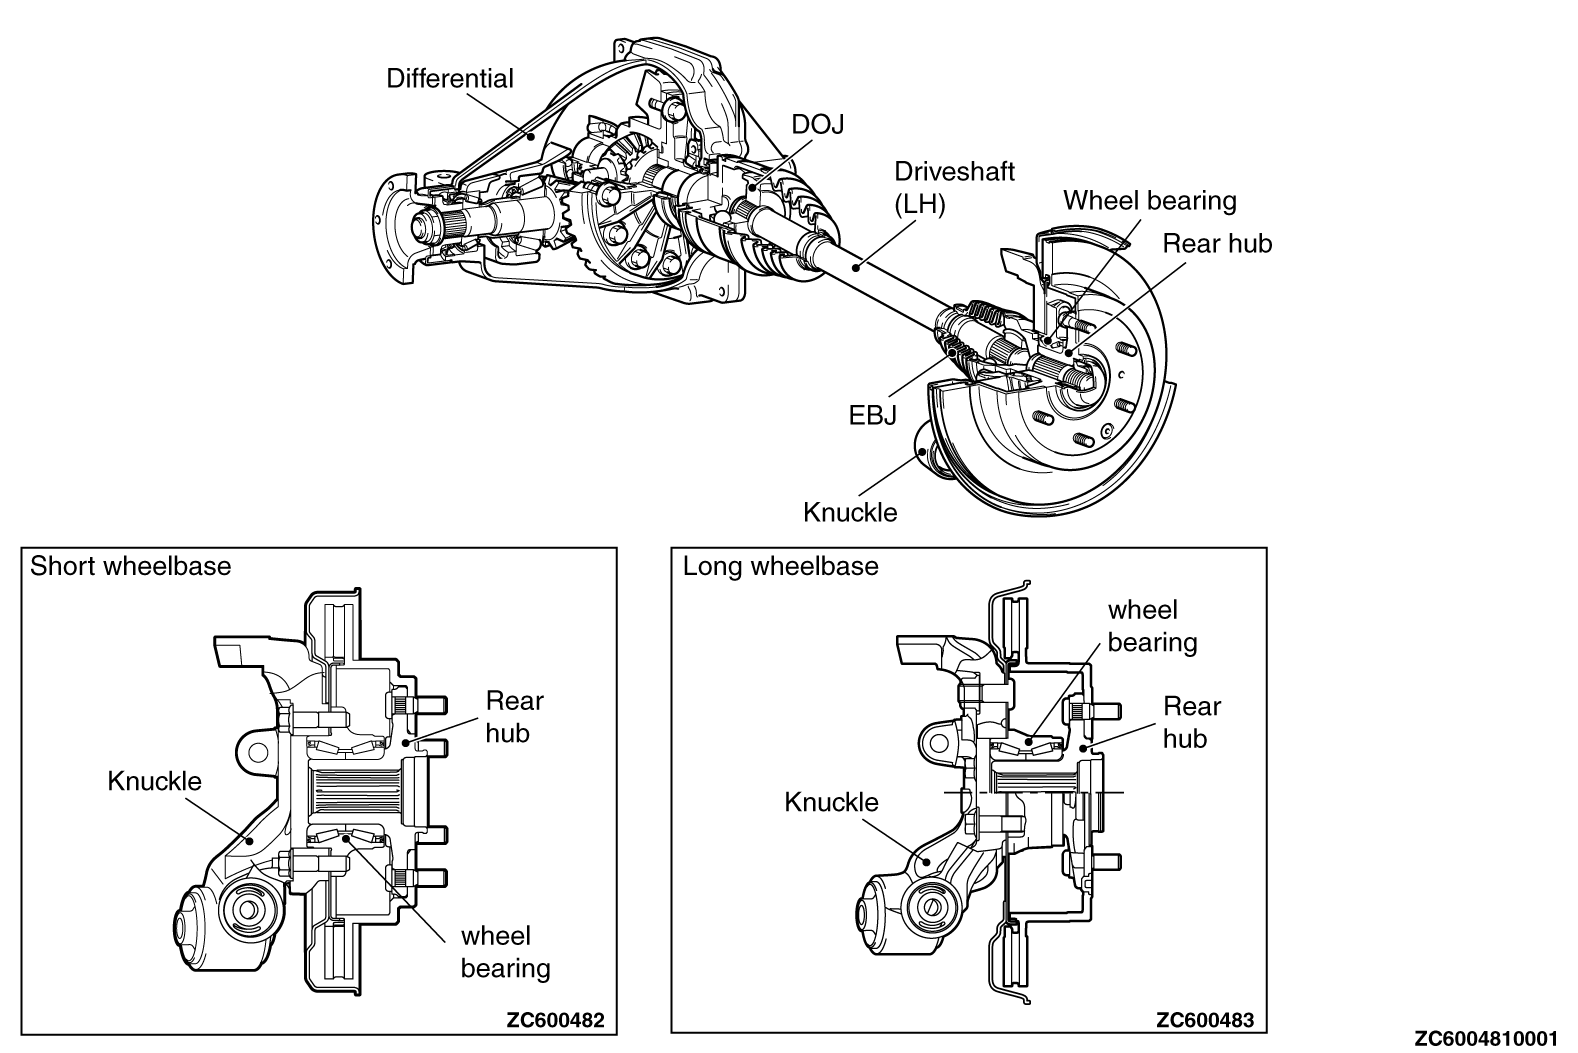 Differential
DOJ
Driveshaft
(LH)
Wheel bearing
Rear hub
EBJ
Knuckle
Short wheelbase
Rear
hub
Knuckle
wheel
bearing
ZC600482
Long wheelbase
wheel
bearing
Rear
hub
Knuckle
ZC600483
ZC6004810001